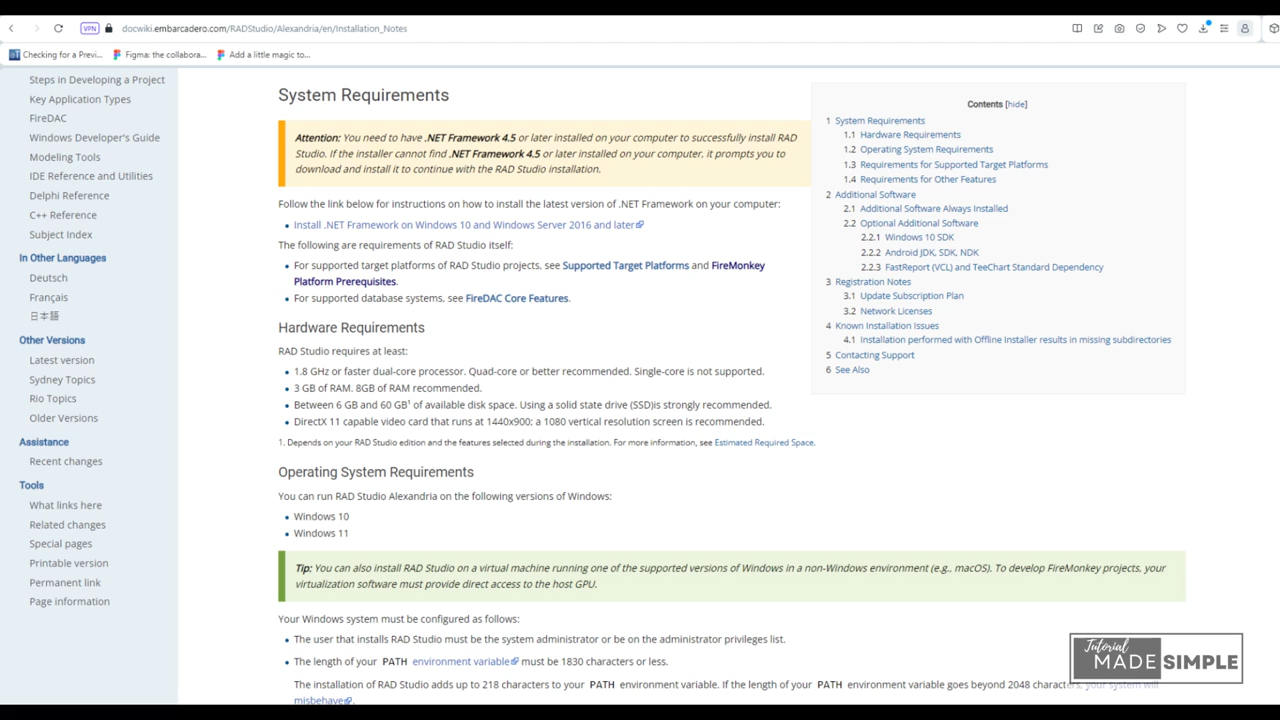 VPN
docwiki.embarcadero.com/RADStudio/Alexandria/en/Installation_Notes
Checking for a Previ...
Figma: the collabora...
Add a little magic to...
Steps in Developing a Project
Key Application Types
FireDAC
Windows Developer's Guide
Modeling Tools
IDE Reference and Utilities
Delphi Reference
C++ Reference
Subject Index
In Other Languages
Deutsch
Français
日本語
Other Versions
Latest version
Sydney Topics
Rio Topics
Older Versions
Assistance
Recent changes
Tools
What links here
Related changes
Special pages
Printable version
Permanent link
Page information
System Requirements
Attention: You need to have .NET Framework 4.5 or later installed on your computer to successfully install RAD
Studio. If the installer cannot find .NET Framework 4.5 or later installed on your computer, it prompts you to
download and install it to continue with the RAD Studio installation.
Follow the link below for instructions on how to install the latest version of .NET Framework on your computer:
• Install .NET Framework on Windows 10 and Windows Server 2016 and later
The following are requirements of RAD Studio itself:
• For supported target platforms of RAD Studio projects, see Supported Target Platforms and FireMonkey
Platform Prerequisites.
• For supported database systems, see FireDAC Core Features.
Hardware Requirements
RAD Studio requires at least:
• 1.8 GHz or faster dual-core processor. Quad-core or better recommended. Single-core is not supported.
• 3 GB of RAM. 8GB of RAM recommended.
• Between 6 GB and 60 GB¹ of available disk space. Using a solid state drive (SSD)is strongly recommended.
• DirectX 11 capable video card that runs at 1440x900; a 1080 vertical resolution screen is recommended.
1. Depends on your RAD Studio edition and the features selected during the installation. For more information, see Estimated Required Space.
Operating System Requirements
You can run RAD Studio Alexandria on the following versions of Windows:
• Windows 10
• Windows 11
Tip: You can also install RAD Studio on a virtual machine running one of the supported versions of Windows in a non-Windows environment (e.g., macOS). To develop FireMonkey projects, your
virtualization software must provide direct access to the host GPU.
Your Windows system must be configured as follows:
• The user that installs RAD Studio must be the system administrator or be on the administrator privileges list.
• The length of your PATH environment variable must be 1830 characters or less.
The installation of RAD Studio adds up to 218 characters to your PATH environment variable. If the length of your PATH environment variable goes beyond 2048 characters, your system will
misbehave.
Contents [hide]
1 System Requirements
1.1 Hardware Requirements
1.2 Operating System Requirements
1.3 Requirements for Supported Target Platforms
1.4 Requirements for Other Features
2 Additional Software
2.1 Additional Software Always Installed
2.2 Optional Additional Software
2.2.1 Windows 10 SDK
2.2.2 Android JDK, SDK, NDK
2.2.3 FastReport (VCL) and TeeChart Standard Dependency
3 Registration Notes
3.1 Update Subscription Plan
3.2 Network Licenses
4 Known Installation Issues
4.1 Installation performed with Offline Installer results in missing subdirectories
5 Contacting Support
6 See Also
Tutorial
MADE SIMPLE